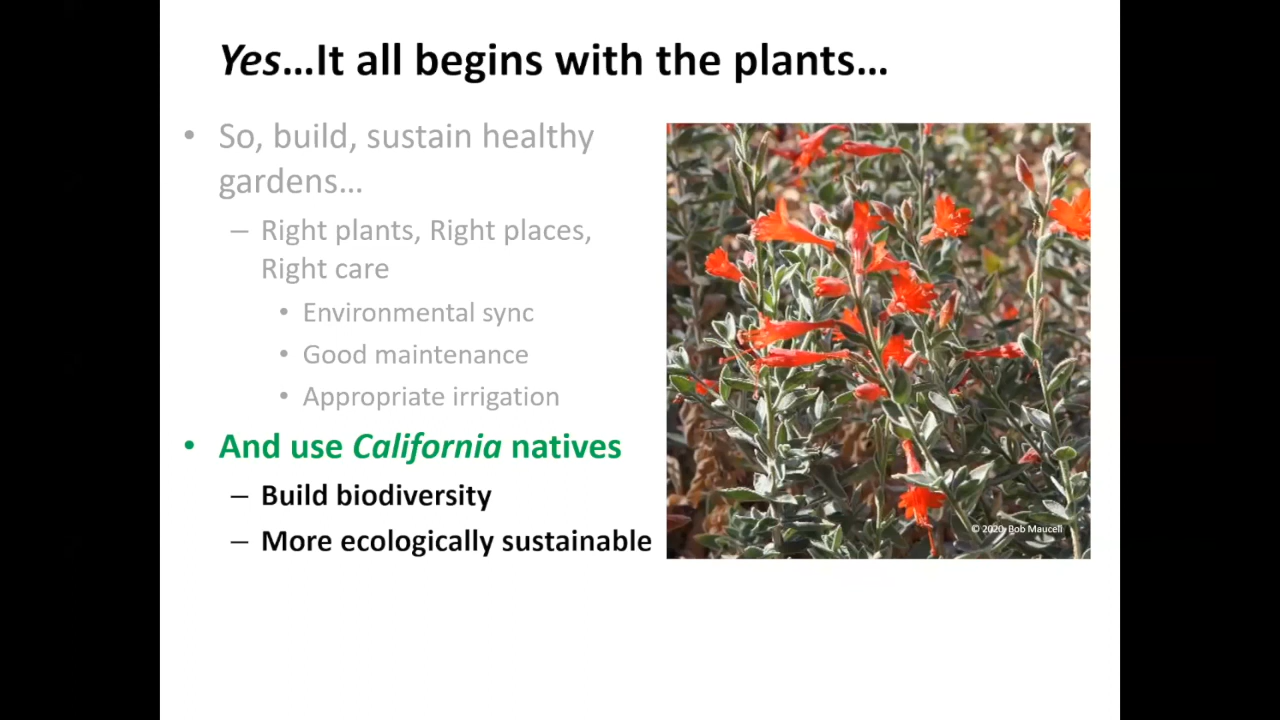 Yes…It all begins with the plants…
• So, build, sustain healthy
gardens…
– Right plants, Right places,
Right care
• Environmental sync
• Good maintenance
• Appropriate irrigation
• And use California natives
– Build biodiversity
– More ecologically sustainable
© 2020 Bob Maucell